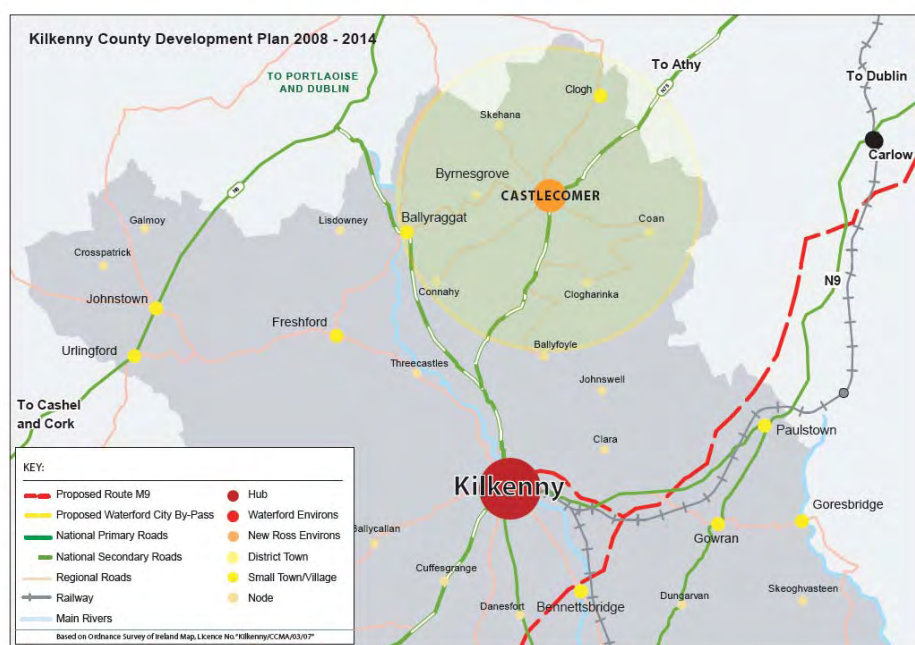 Kilkenny County Development Plan 2008 - 2014
TO PORTLAOISE
AND DUBLIN
To Athy
To Dublin
Clogh
N78
Skehana
Carlow
Byrnesgrove
CASTLECOMER
N8
Galmoy
Lisdowney
Ballyraggat
Coan
Crosspatrick
N9
Connahy
Clogharinka
Johnstown
Freshford
Urlingford
Ballyfoyle
Threecastles
Johnswell
To Cashel
and Cork
Paulstown
Clara
Kilkenny
Goresbridge
Gowran
Ballycallan
Cuffesgrange
Bennettsbridge
Danesfort
Dungarvan
Skeoghvasteen
KEY:
Proposed Route M9
Proposed Waterford City By-Pass
National Primary Roads
National Secondary Roads
Regional Roads
Railway
Main Rivers
Hub
Waterford Environs
New Ross Environs
District Town
Small Town/Village
Node
Based on Ordnance Survey of Ireland Map, Licence No."Kilkenny/CCMA/03/07"